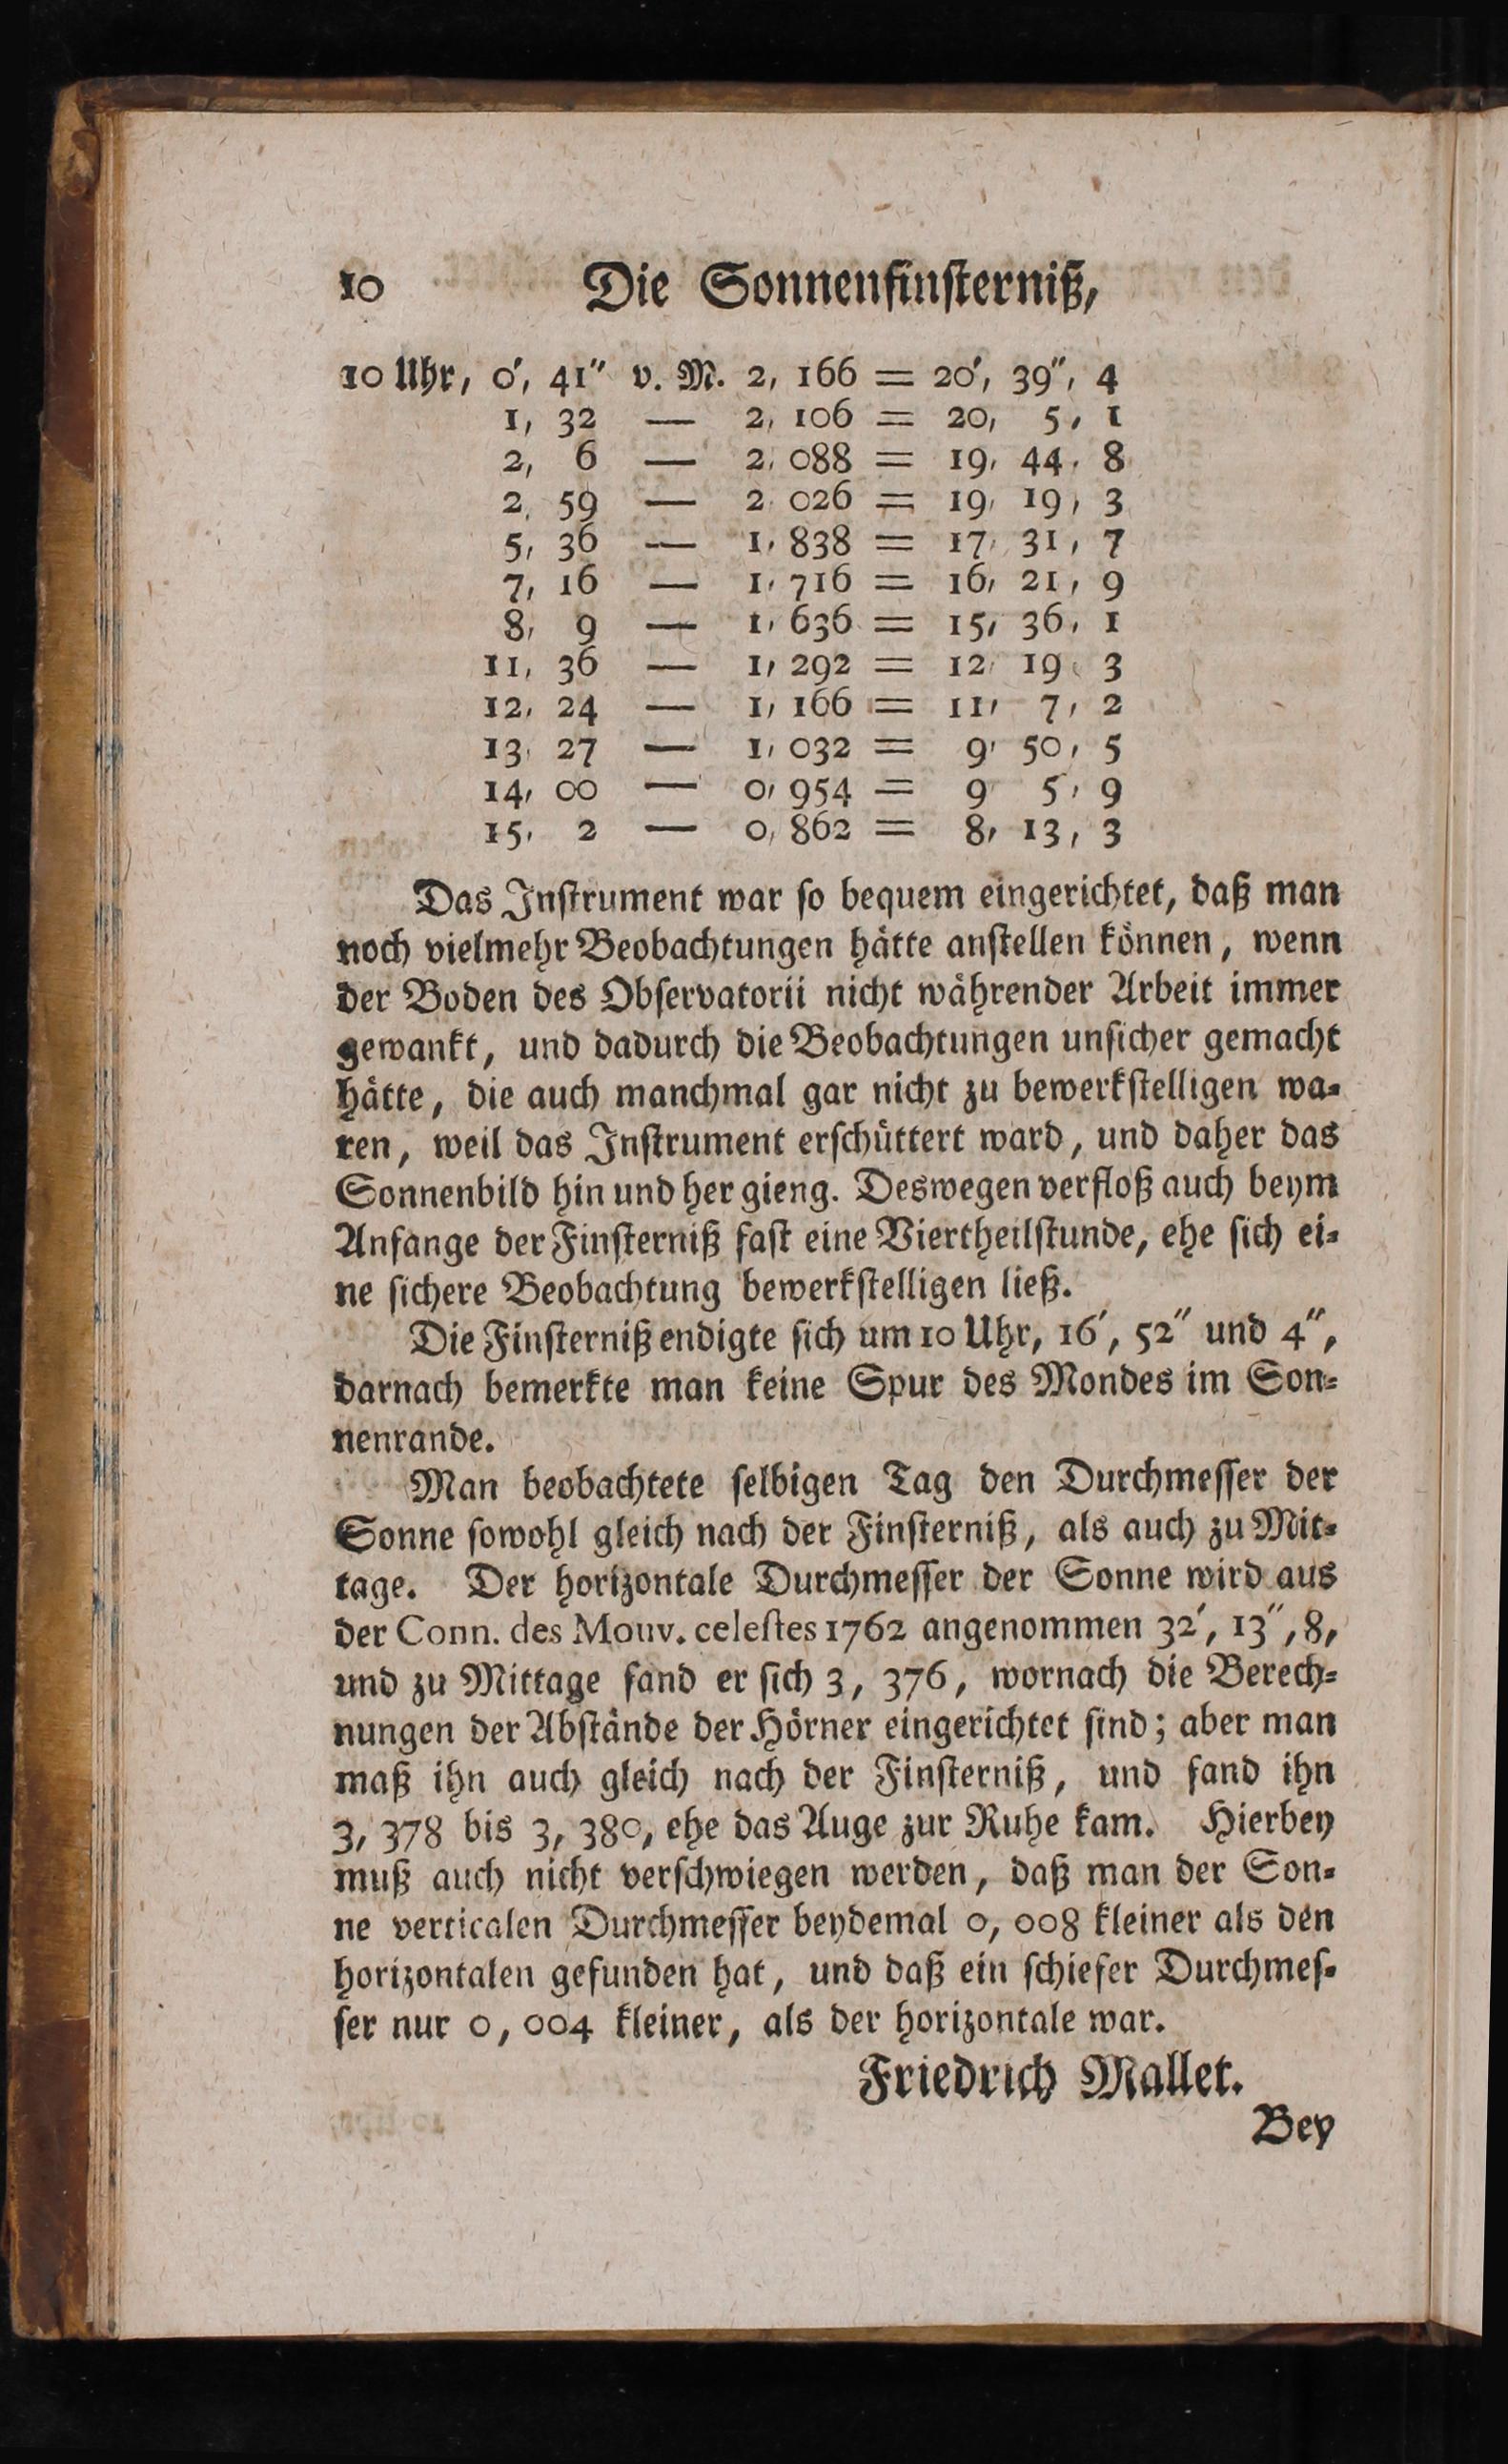 10 Die Sonnenfinſterniß,
10 Uhr, 0′, 41″ v. M. 2, 166 = 20′, 39″, 4
1, 32 — 2, 106 = 20, 5, 1
2, 6 — 2, 088 = 19, 44, 8
2, 59 — 2 026 = 19, 19, 3
5, 36 — 1, 838 = 17, 31, 7
7, 16 — 1, 716 = 16, 21, 9
8, 9 — 1, 636 = 15, 36, 1
11, 36 — 1, 292 = 12, 19, 3
12, 24 — 1, 166 = 11, 7, 2
13, 27 — 1, 032 = 9, 50, 5
14, 00 — 0, 954 = 9 5, 9
15, 2 — 0, 862 = 8, 13, 3
Das Inſtrument war ſo bequem eingerichtet, daß man
noch vielmehr Beobachtungen hätte anſtellen können, wenn
der Boden des Obſervatorii nicht währender Arbeit immer
gewankt, und dadurch die Beobachtungen unſicher gemacht
hätte, die auch manchmal gar nicht zu bewerkſtelligen wa-
ren, weil das Inſtrument erſchüttert ward, und daher das
Sonnenbild hin und her gieng. Deswegen verfloß auch beym
Anfange der Finſterniß faſt eine Viertheilſtunde, ehe ſich ei-
ne ſichere Beobachtung bewerkſtelligen ließ.
Die Finſterniß endigte ſich um 10 Uhr, 16′, 52″ und 4″,
darnach bemerkte man keine Spur des Mondes im Son-
nenrande.
Man beobachtete ſelbigen Tag den Durchmeſſer der
Sonne ſowohl gleich nach der Finſterniß, als auch zu Mit-
tage. Der horizontale Durchmeſſer der Sonne wird aus
der Conn. des Mouv. celeſtes 1762 angenommen 32′, 13″, 8,
und zu Mittage fand er ſich 3, 376, wornach die Berech-
nungen der Abſtände der Hörner eingerichtet ſind; aber man
maß ihn auch gleich nach der Finſterniß, und fand ihn
3, 378 bis 3, 380, ehe das Auge zur Ruhe kam. Hierbey
muß auch nicht verſchwiegen werden, daß man der Son-
ne verticalen Durchmeſſer beydemal 0, 008 kleiner als den
horizontalen gefunden hat, und daß ein ſchiefer Durchmeſ-
ſer nur 0, 004 kleiner, als der horizontale war.
Friedrich Mallet.
Bey